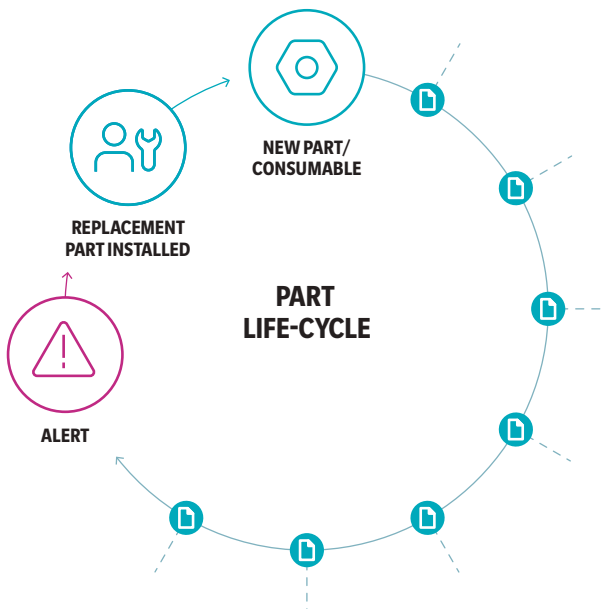 NEW PART/
CONSUMABLE
REPLACEMENT
PART INSTALLED
PART
LIFE-CYCLE
ALERT